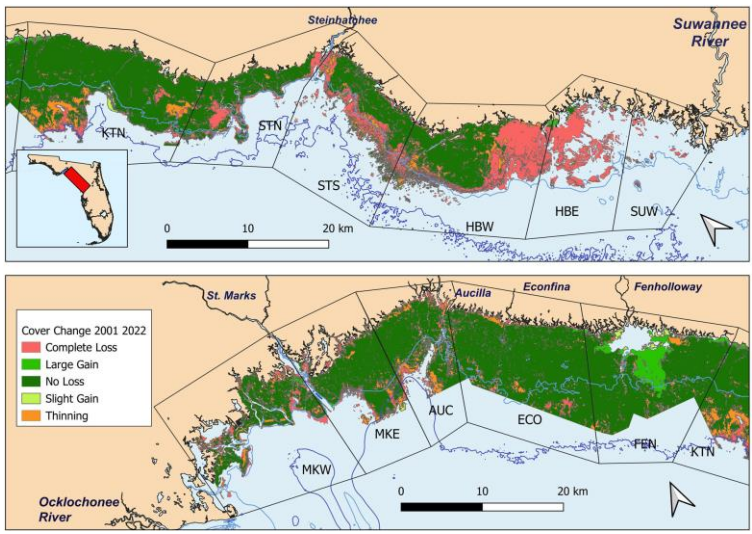 Steinhatchee
Suwannee
River
KTN
STN
STS
HBW
HBE
SUW
0 10 20 km
St. Marks
Aucilla
Econfina
Fenholloway
Cover Change 2001 2022
Complete Loss
Large Gain
No Loss
Slight Gain
Thinning
MKW
MKE
AUC
ECO
FEN
KTN
Ocklochonee
River
0 10 20 km